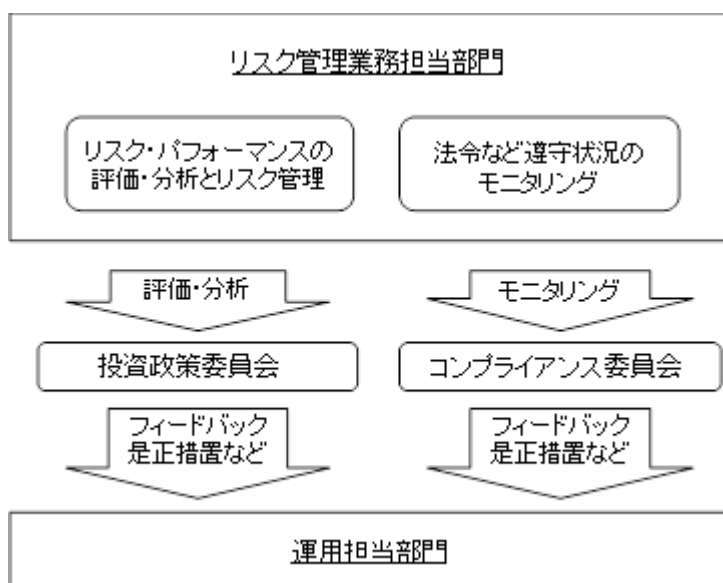 リスク管理業務担当部門
リスク・パフォーマンスの
評価・分析とリスク管理
法令など遵守状況の
モニタリング
評価・分析
モニタリング
投資政策委員会
コンプライアンス委員会
フィードバック
是正措置など
フィードバック
是正措置など
運用担当部門